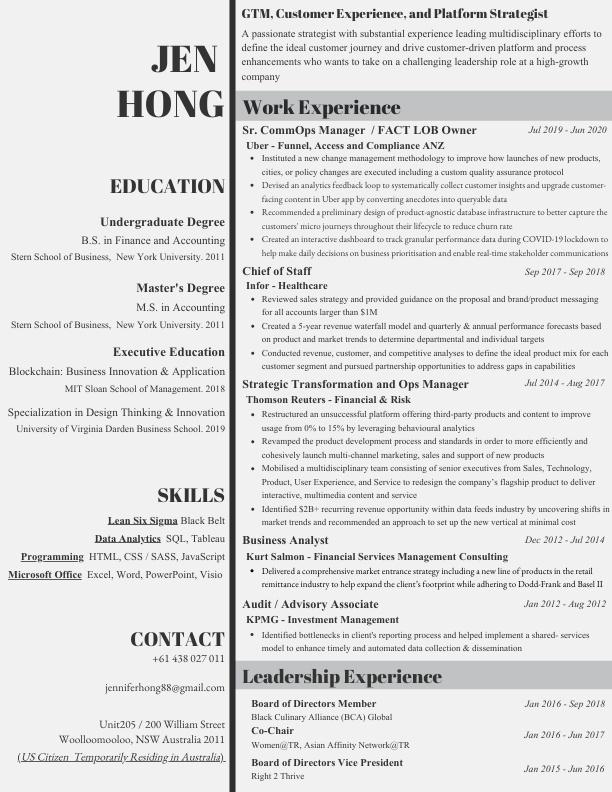 JEN
HONG
EDUCATION
Undergraduate Degree
B.S. in Finance and Accounting
Stern School of Business, New York University. 2011
Master's Degree
M.S. in Accounting
Stern School of Business, New York University. 2011
Executive Education
Blockchain: Business Innovation & Application
MIT Sloan School of Management. 2018
Specialization in Design Thinking & Innovation
University of Virginia Darden Business School. 2019
SKILLS
Lean Six Sigma Black Belt
Data Analytics SQL, Tableau
Programming HTML, CSS / SASS, JavaScript
Microsoft Office Excel, Word, PowerPoint, Visio
CONTACT
+61 438 027 011
jenniferhong88@gmail.com
Unit205 / 200 William Street
Woolloomooloo, NSW Australia 2011
(US Citizen Temporarily Residing in Australia)
GTM, Customer Experience, and Platform Strategist
A passionate strategist with substantial experience leading multidisciplinary efforts to
define the ideal customer journey and drive customer-driven platform and process
enhancements who wants to take on a challenging leadership role at a high-growth
company
Work Experience
Sr. CommOps Manager / FACT LOB Owner Jul 2019 - Jun 2020
Uber - Funnel, Access and Compliance ANZ
• Instituted a new change management methodology to improve how launches of new products,
cities, or policy changes are executed including a custom quality assurance protocol
• Devised an analytics feedback loop to systematically collect customer insights and upgrade customer-
facing content in Uber app by converting anecdotes into queryable data
• Recommended a preliminary design of product-agnostic database infrastructure to better capture the
customers' micro journeys throughout their lifecycle to reduce churn rate
• Created an interactive dashboard to track granular performance data during COVID-19 lockdown to
help make daily decisions on business prioritisation and enable real-time stakeholder communications
Chief of Staff Sep 2017 - Sep 2018
Infor - Healthcare
• Reviewed sales strategy and provided guidance on the proposal and brand/product messaging
for all accounts larger than $1M
• Created a 5-year revenue waterfall model and quarterly & annual performance forecasts based
on product and market trends to determine departmental and individual targets
• Conducted revenue, customer, and competitive analyses to define the ideal product mix for each
customer segment and pursued partnership opportunities to address gaps in capabilities
Strategic Transformation and Ops Manager Jul 2014 - Aug 2017
Thomson Reuters - Financial & Risk
• Restructured an unsuccessful platform offering third-party products and content to improve
usage from 0% to 15% by leveraging behavioural analytics
• Revamped the product development process and standards in order to more efficiently and
cohesively launch multi-channel marketing, sales and support of new products
• Mobilised a multidisciplinary team consisting of senior executives from Sales, Technology,
Product, User Experience, and Service to redesign the company's flagship product to deliver
interactive, multimedia content and service
• Identified $2B+ recurring revenue opportunity within data feeds industry by researching shifts in
market trends and recommended an approach to set up the new vertical at minimal cost
Business Analyst Dec 2012 - Jul 2014
Kurt Salmon - Financial Services Management Consulting
• Delivered a comprehensive market entrance strategy including a new line of products in the retail
remittance industry to help expand the client's footprint while adhering to Dodd-Frank and Basel II
Audit / Advisory Associate Jan 2012 - Aug 2012
KPMG - Investment Management
• Identified bottlenecks in client's reporting process and helped implement a shared- services
model to enhance timely and automated data collection & dissemination
Leadership Experience
Board of Directors Member Jan 2016 - Sep 2018
Black Culinary Alliance (BCA) Global
Co-Chair Jan 2016 - Jun 2017
Women@TR, Asian Affinity Network@TR
Board of Directors Vice President Jan 2015 - Jun 2016
Right 2 Thrive